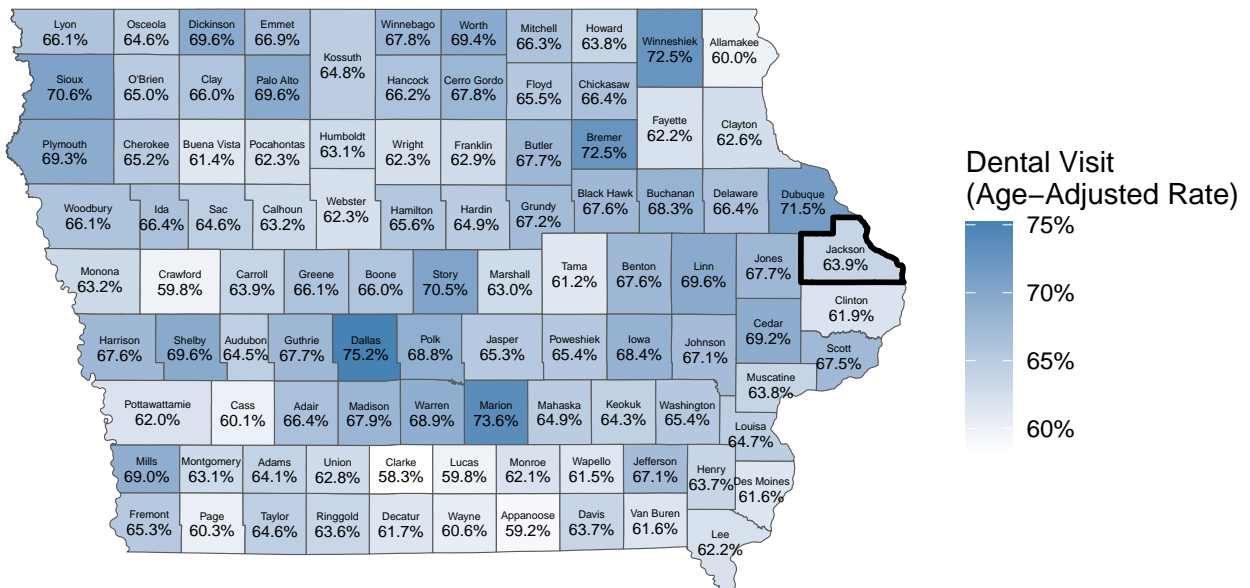 Lyon
66.1%
Osceola
64.6%
Dickinson
69.6%
Emmet
66.9%
Kossuth
64.8%
Winnebago
67.8%
Worth
69.4%
Mitchell
66.3%
Howard
63.8%
Winneshiek
72.5%
Allamakee
60.0%
Sioux
70.6%
O'Brien
65.0%
Clay
66.0%
Palo Alto
69.6%
Hancock
66.2%
Cerro Gordo
67.8%
Floyd
65.5%
Chickasaw
66.4%
Fayette
62.2%
Clayton
62.6%
Plymouth
69.3%
Cherokee
65.2%
Buena Vista
61.4%
Pocahontas
62.3%
Humboldt
63.1%
Wright
62.3%
Franklin
62.9%
Butler
67.7%
Bremer
72.5%
Woodbury
66.1%
Ida
66.4%
Sac
64.6%
Calhoun
63.2%
Webster
62.3%
Hamilton
65.6%
Hardin
64.9%
Grundy
67.2%
Black Hawk
67.6%
Buchanan
68.3%
Delaware
66.4%
Dubuque
71.5%
Monona
63.2%
Crawford
59.8%
Carroll
63.9%
Greene
66.1%
Boone
66.0%
Story
70.5%
Marshall
63.0%
Tama
61.2%
Benton
67.6%
Linn
69.6%
Jones
67.7%
Jackson
63.9%
Clinton
61.9%
Harrison
67.6%
Shelby
69.6%
Audubon
64.5%
Guthrie
67.7%
Dallas
75.2%
Polk
68.8%
Jasper
65.3%
Poweshiek
65.4%
Iowa
68.4%
Johnson
67.1%
Cedar
69.2%
Scott
67.5%
Muscatine
63.8%
Pottawattamie
62.0%
Cass
60.1%
Adair
66.4%
Madison
67.9%
Warren
68.9%
Marion
73.6%
Mahaska
64.9%
Keokuk
64.3%
Washington
65.4%
Louisa
64.7%
Mills
69.0%
Montgomery
63.1%
Adams
64.1%
Union
62.8%
Clarke
58.3%
Lucas
59.8%
Monroe
62.1%
Wapello
61.5%
Jefferson
67.1%
Henry
63.7%
Des Moines
61.6%
Fremont
65.3%
Page
60.3%
Taylor
64.6%
Ringgold
63.6%
Decatur
61.7%
Wayne
60.6%
Appanoose
59.2%
Davis
63.7%
Van Buren
61.6%
Lee
62.2%
Dental Visit
(Age−Adjusted Rate)
75%
70%
65%
60%